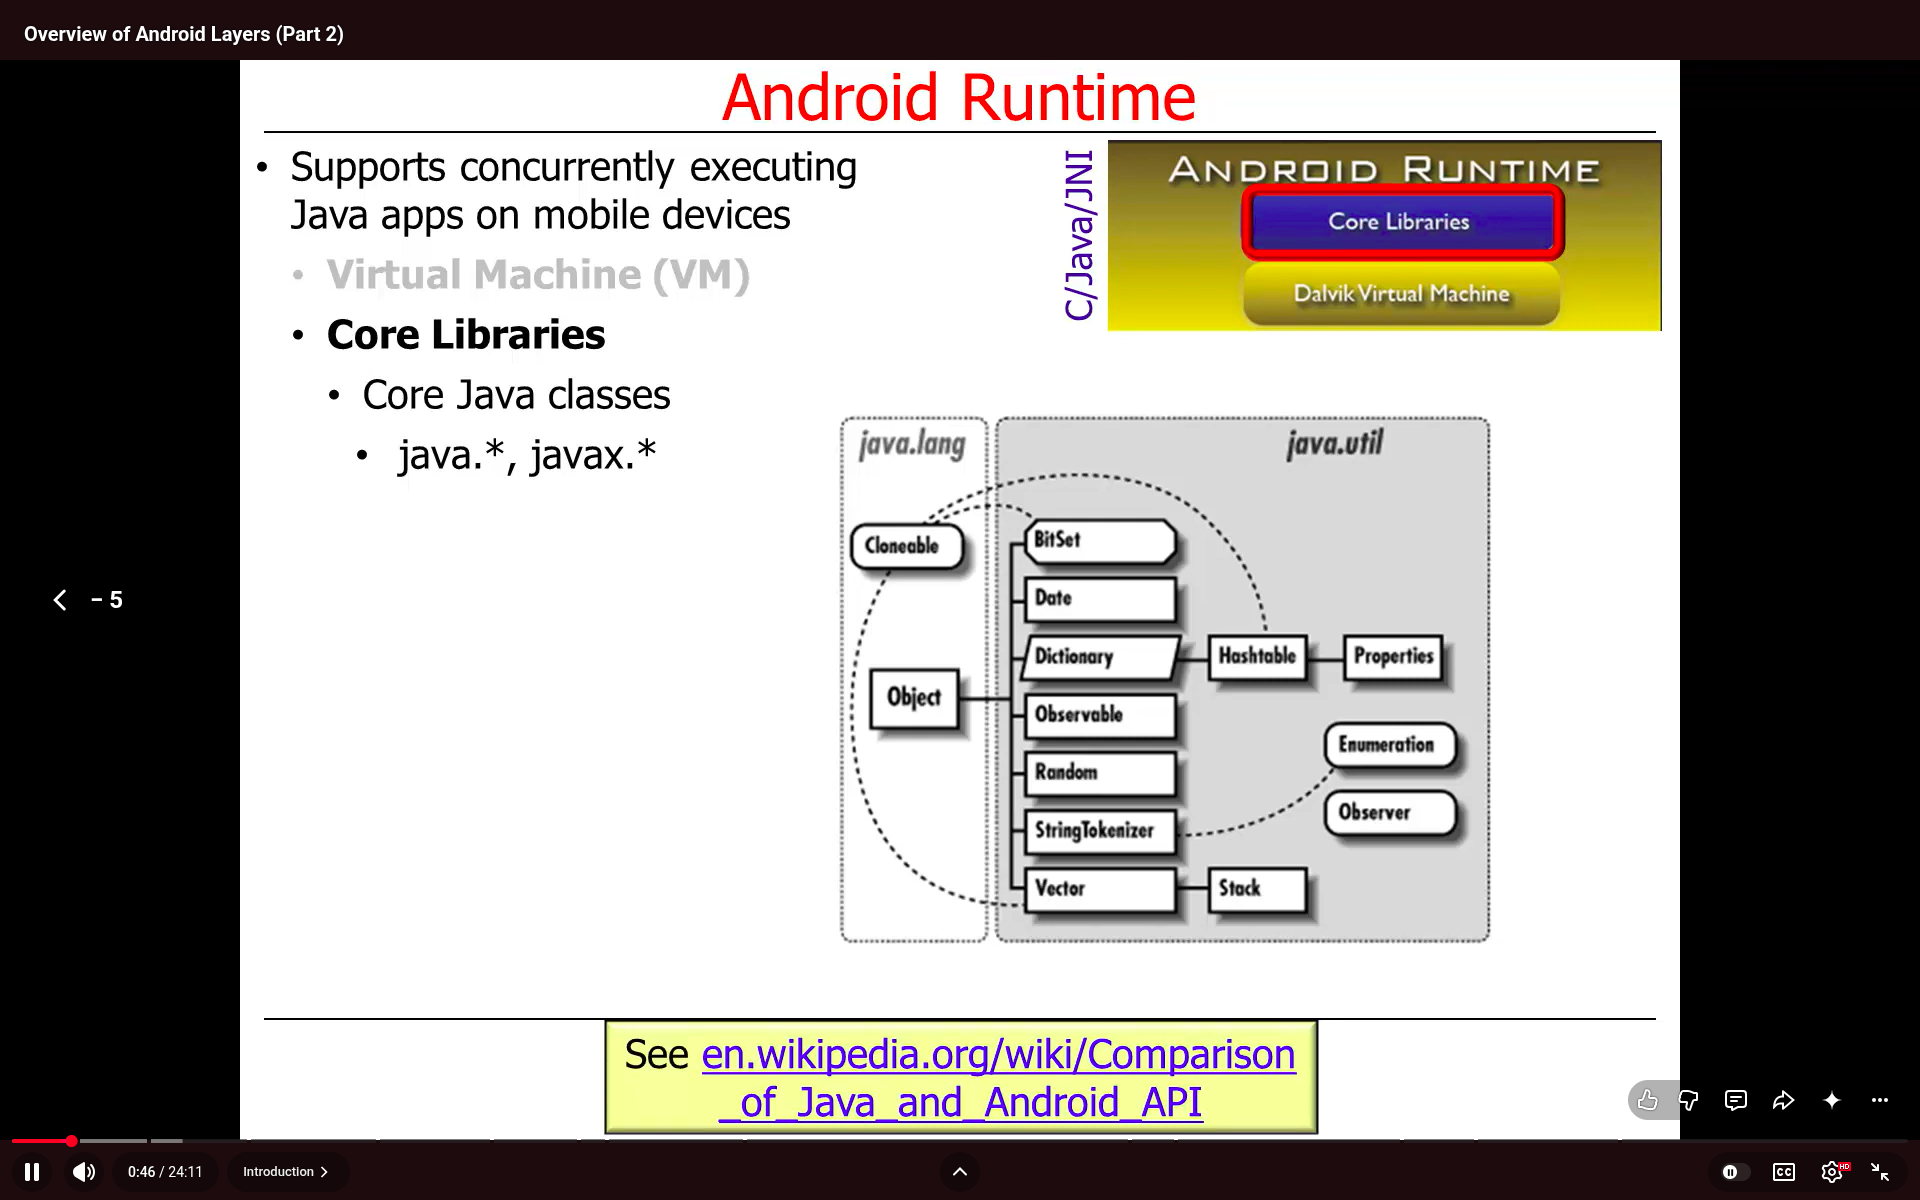 Overview of Android Layers (Part 2)
Android Runtime
• Supports concurrently executing
Java apps on mobile devices
• Virtual Machine (VM)
• Core Libraries
• Core Java classes
• java.*, javax.*
C/Java/JNI
ANDROID RUNTIME
Core Libraries
Dalvik Virtual Machine
java.lang
java.util
Cloneable
Object
BitSet
Date
Dictionary
Hashtable
Properties
Observable
Random
StringTokenizer
Vector
Stack
Enumeration
Observer
See en.wikipedia.org/wiki/Comparison
_of_Java_and_Android_API
− 5
0:46 / 24:11
Introduction
CC
HD